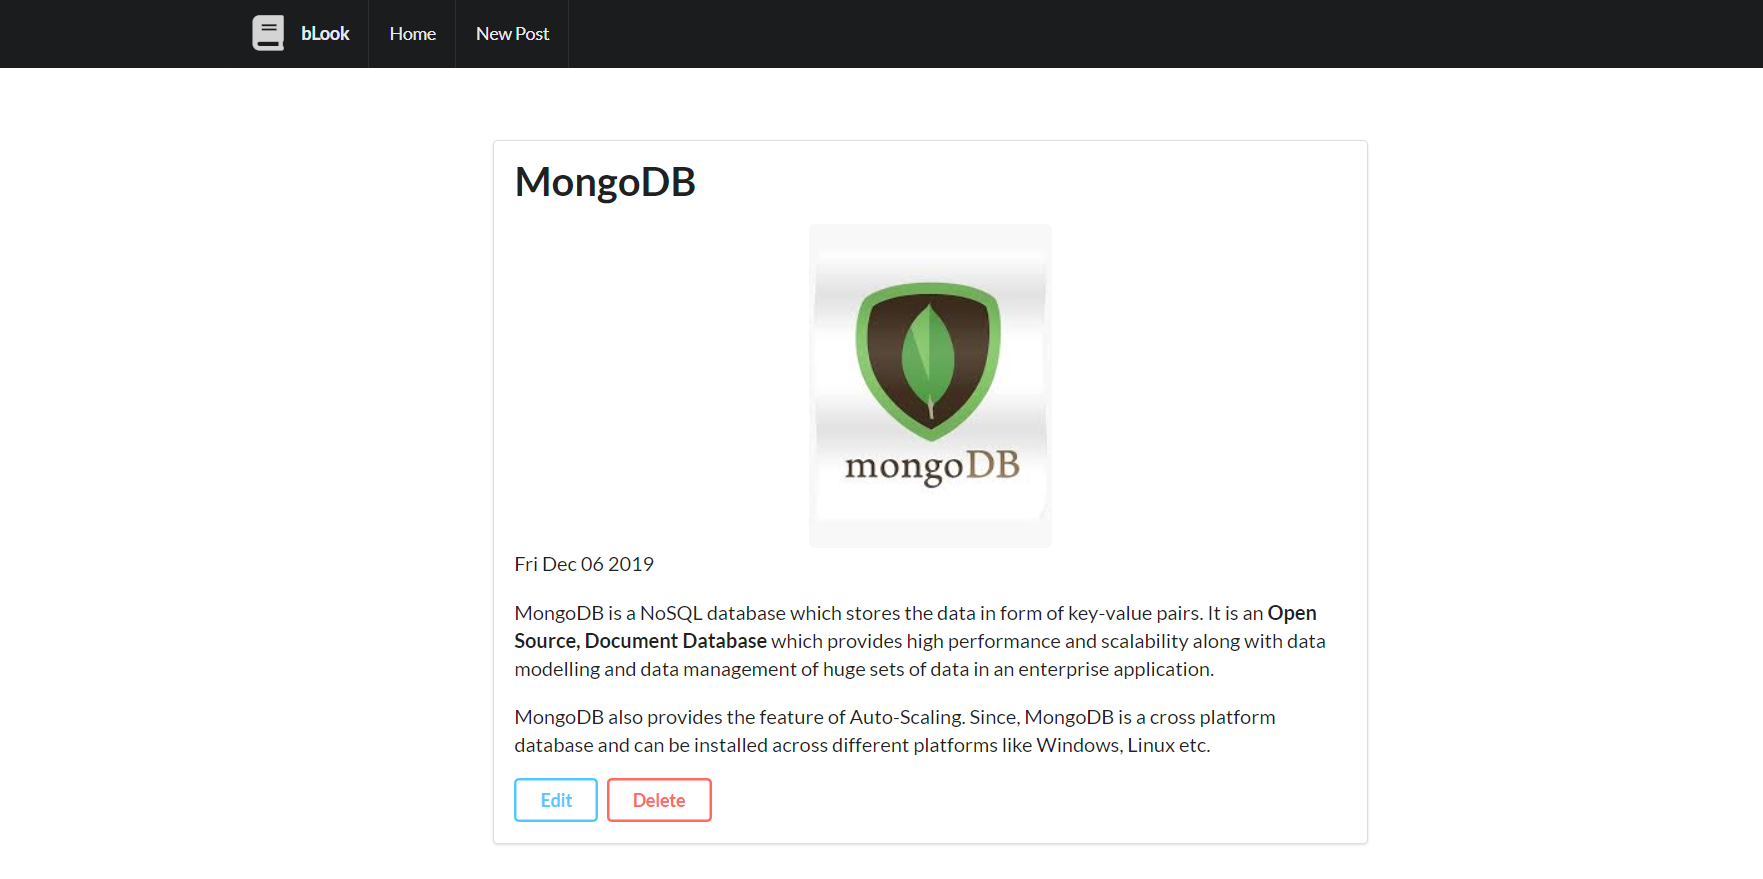 bLook
Home
New Post
MongoDB
mongoDB
Fri Dec 06 2019
MongoDB is a NoSQL database which stores the data in form of key-value pairs. It is an Open
Source, Document Database which provides high performance and scalability along with data
modelling and data management of huge sets of data in an enterprise application.
MongoDB also provides the feature of Auto-Scaling. Since, MongoDB is a cross platform
database and can be installed across different platforms like Windows, Linux etc.
Edit
Delete